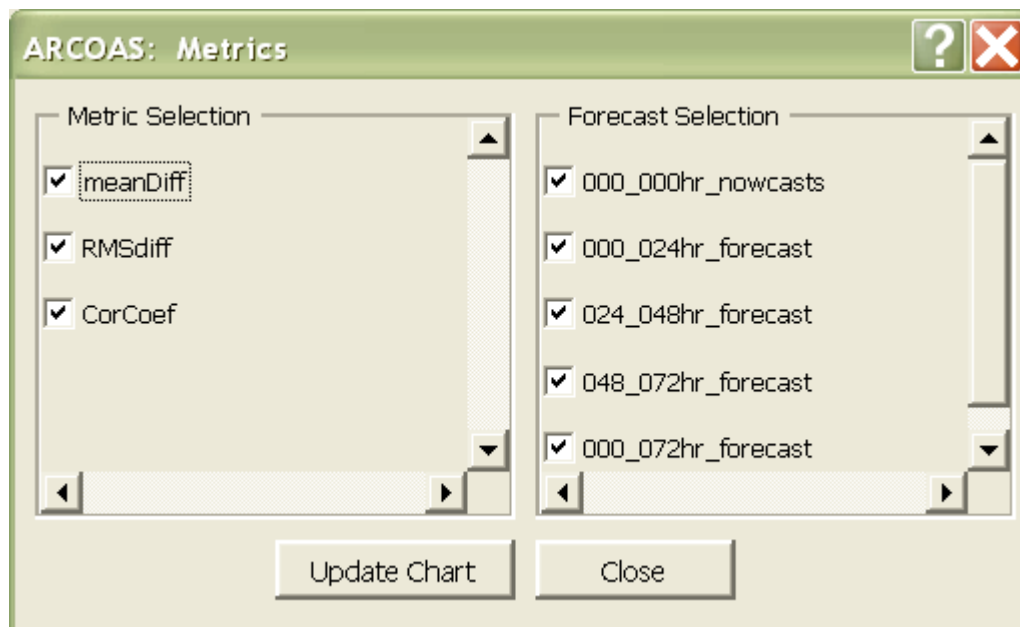 ARCOAS: Metrics
Metric Selection
meanDiff
RMSdiff
CorCoef
Forecast Selection
000_000hr_nowcasts
000_024hr_forecast
024_048hr_forecast
048_072hr_forecast
000_072hr_forecast
Update Chart
Close